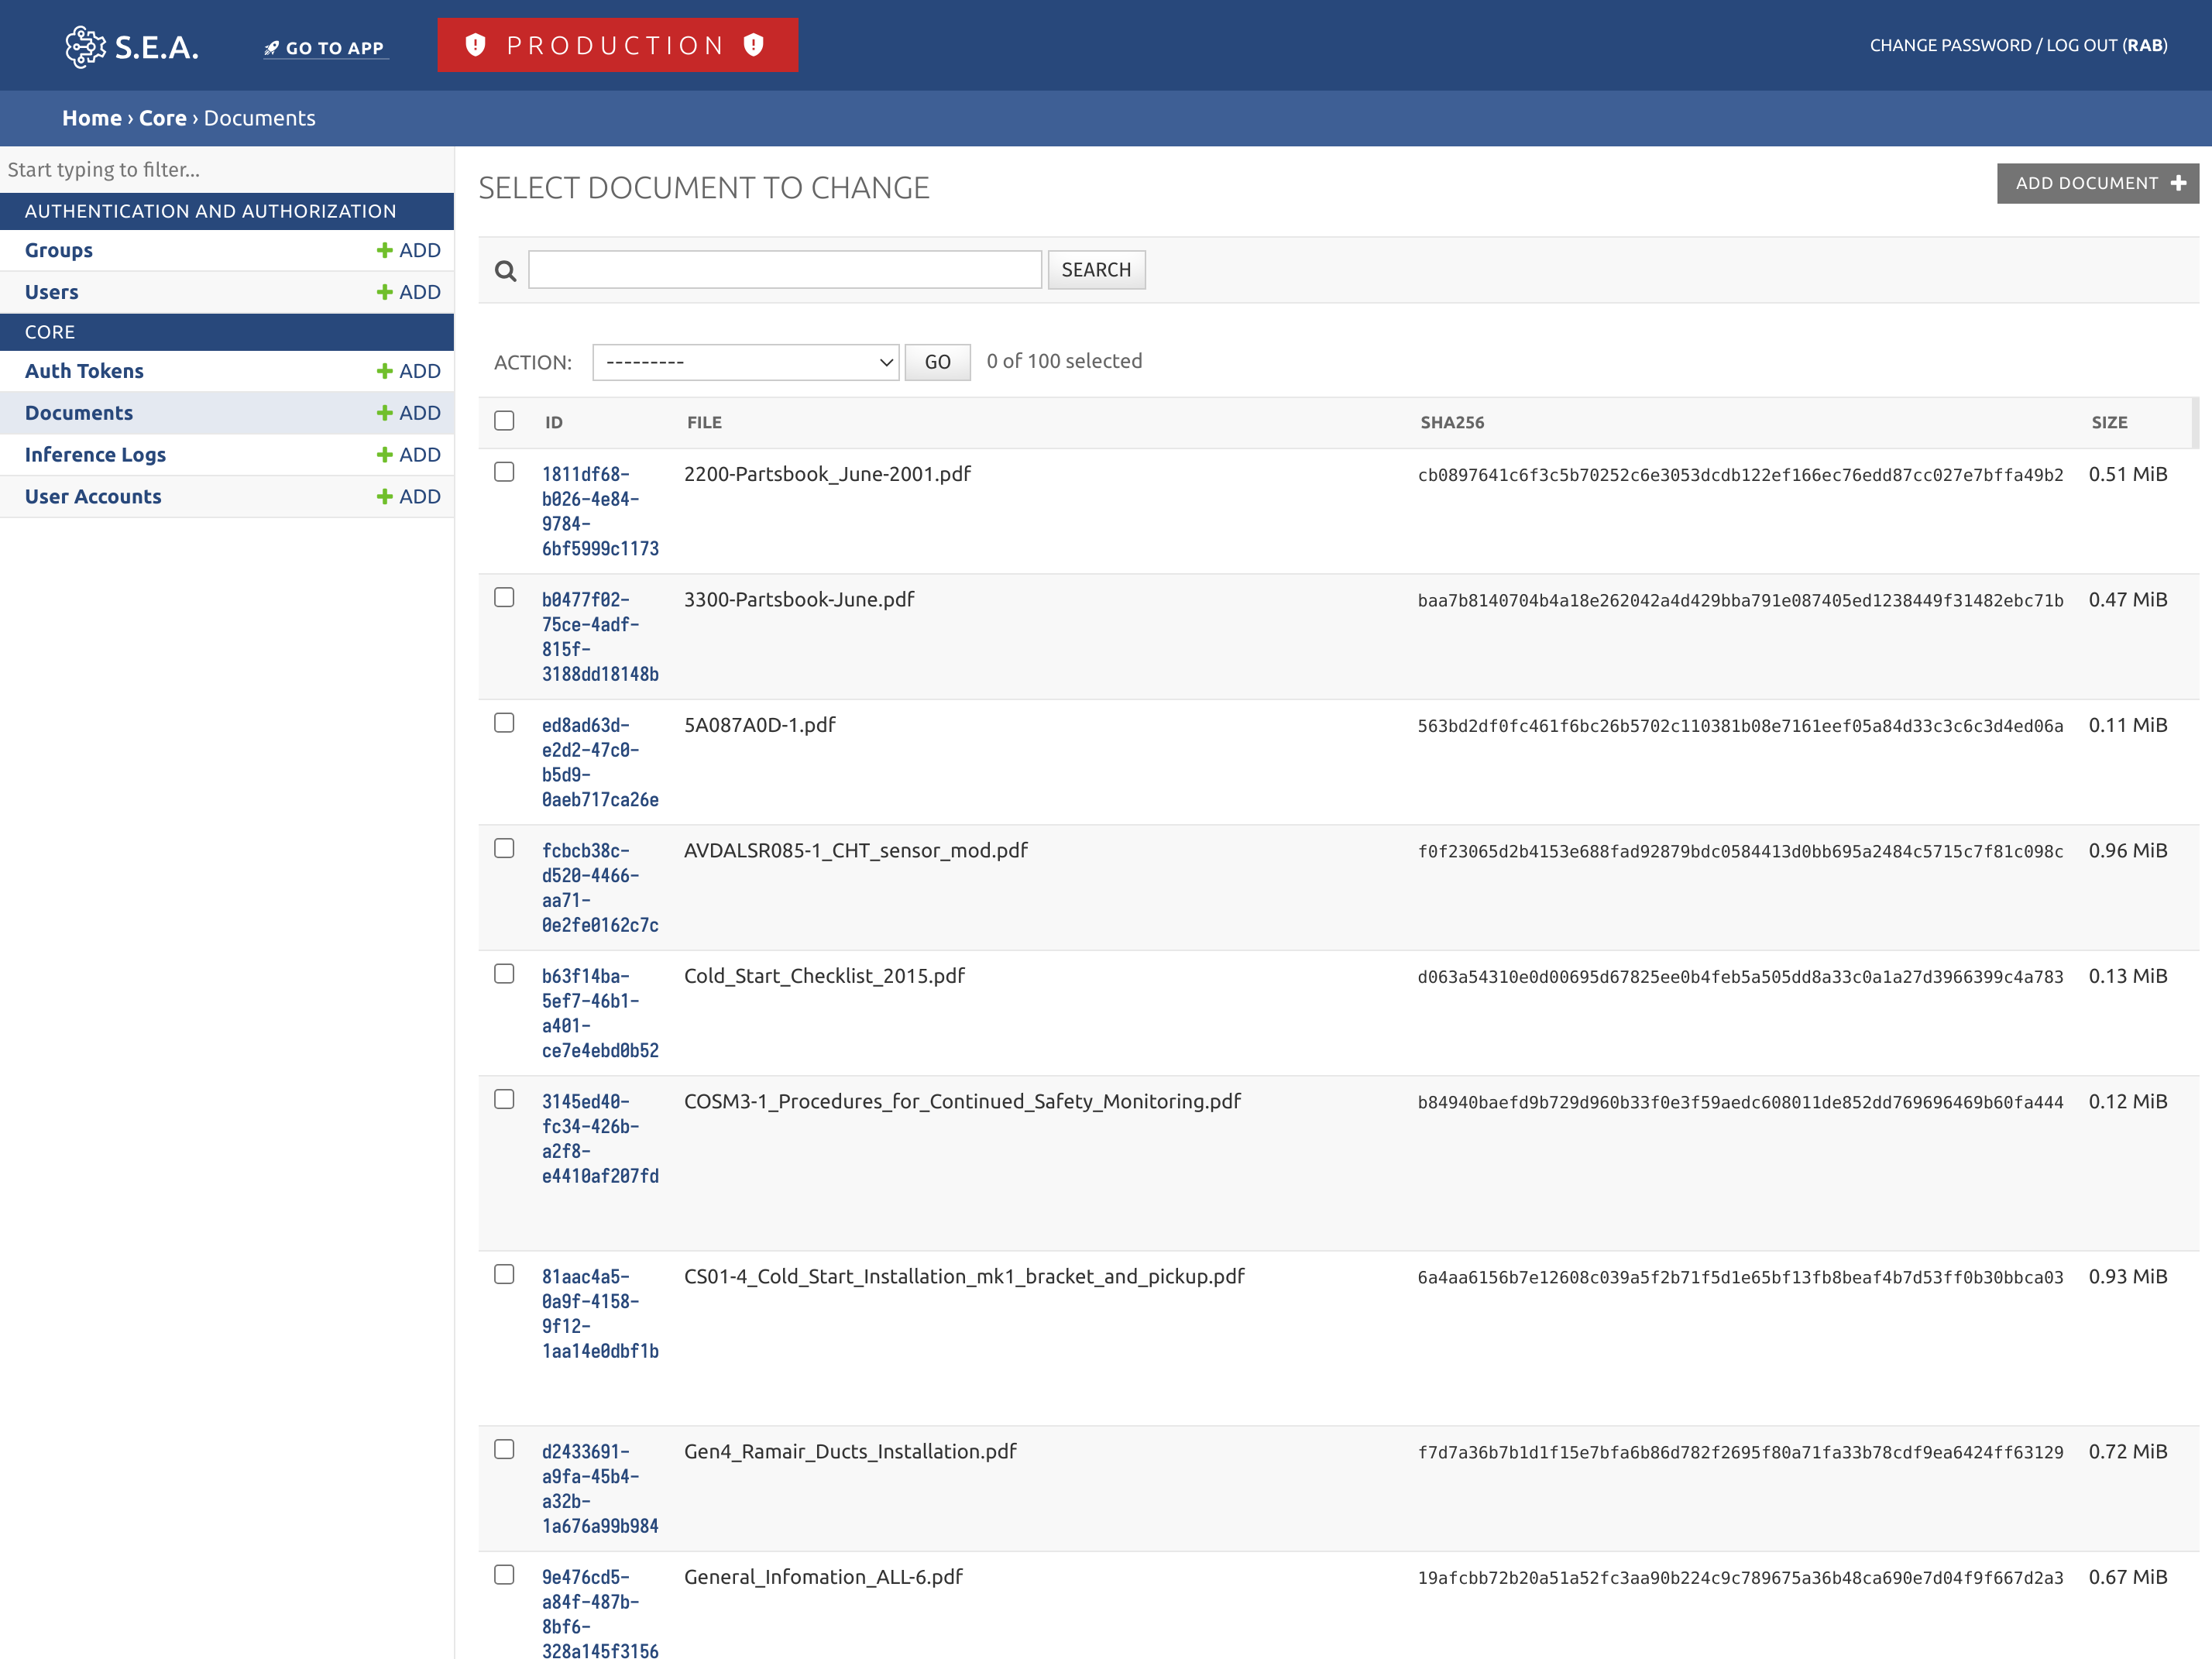 S.E.A.
GO TO APP
PRODUCTION
CHANGE PASSWORD / LOG OUT (RAB)
Home › Core › Documents
Start typing to filter...
AUTHENTICATION AND AUTHORIZATION
Groups ADD
Users ADD
CORE
Auth Tokens ADD
Documents ADD
Inference Logs ADD
User Accounts ADD
SELECT DOCUMENT TO CHANGE
ADD DOCUMENT
SEARCH
ACTION: --------- GO 0 of 100 selected
ID FILE SHA256 SIZE
1811df68- 2200-Partsbook_June-2001.pdf cb0897641c6f3c5b70252c6e3053dcdb122ef166ec76edd87cc027e7bffa49b2 0.51 MiB
b026-4e84-
9784-
6bf5999c1173
b0477f02- 3300-Partsbook-June.pdf baa7b8140704b4a18e262042a4d429bba791e087405ed1238449f31482ebc71b 0.47 MiB
75ce-4adf-
815f-
3188dd18148b
ed8ad63d- 5A087A0D-1.pdf 563bd2df0fc461f6bc26b5702c110381b08e7161eef05a84d33c3c6c3d4ed06a 0.11 MiB
e2d2-47c0-
b5d9-
0aeb717ca26e
fcbcb38c- AVDALSR085-1_CHT_sensor_mod.pdf f0f23065d2b4153e688fad92879bdc0584413d0bb695a2484c5715c7f81c098c 0.96 MiB
d520-4466-
aa71-
0e2fe0162c7c
b63f14ba- Cold_Start_Checklist_2015.pdf d063a54310e0d00695d67825ee0b4feb5a505dd8a33c0a1a27d3966399c4a783 0.13 MiB
5ef7-46b1-
a401-
ce7e4ebd0b52
3145ed40- COSM3-1_Procedures_for_Continued_Safety_Monitoring.pdf b84940baefd9b729d960b33f0e3f59aedc608011de852dd769696469b60fa444 0.12 MiB
fc34-426b-
a2f8-
e4410af207fd
81aac4a5- CS01-4_Cold_Start_Installation_mk1_bracket_and_pickup.pdf 6a4aa6156b7e12608c039a5f2b71f5d1e65bf13fb8beaf4b7d53ff0b30bbca03 0.93 MiB
0a9f-4158-
9f12-
1aa14e0dbf1b
d2433691- Gen4_Ramair_Ducts_Installation.pdf f7d7a36b7b1d1f15e7bfa6b86d782f2695f80a71fa33b78cdf9ea6424ff63129 0.72 MiB
a9fa-45b4-
a32b-
1a676a99b984
9e476cd5- General_Infomation_ALL-6.pdf 19afcbb72b20a51a52fc3aa90b224c9c789675a36b48ca690e7d04f9f667d2a3 0.67 MiB
a84f-487b-
8bf6-
328a145f3156